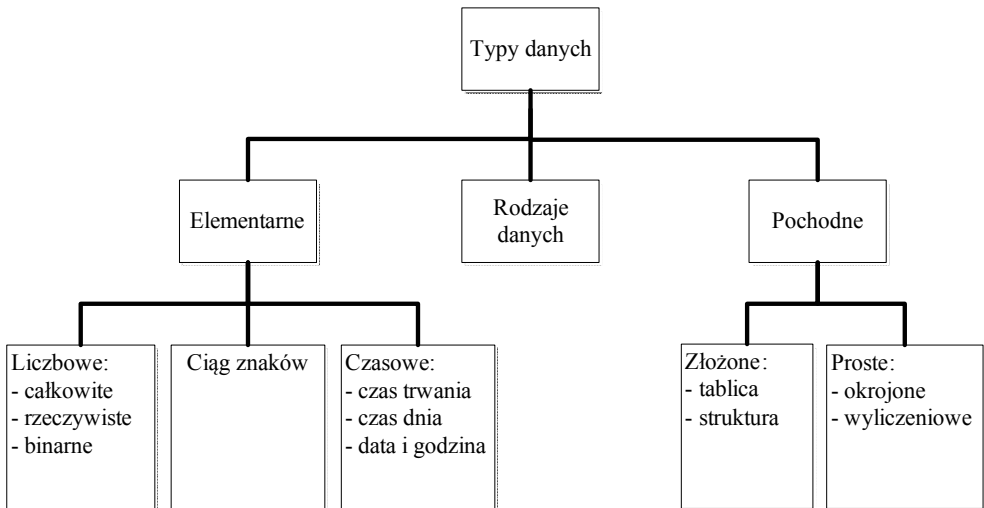 Typy danych
Elementarne
Rodzaje
danych
Pochodne
Liczbowe:
- całkowite
- rzeczywiste
- binarne
Ciąg znaków
Czasowe:
- czas trwania
- czas dnia
- data i godzina
Złożone:
- tablica
- struktura
Proste:
- okrojone
- wyliczeniowe